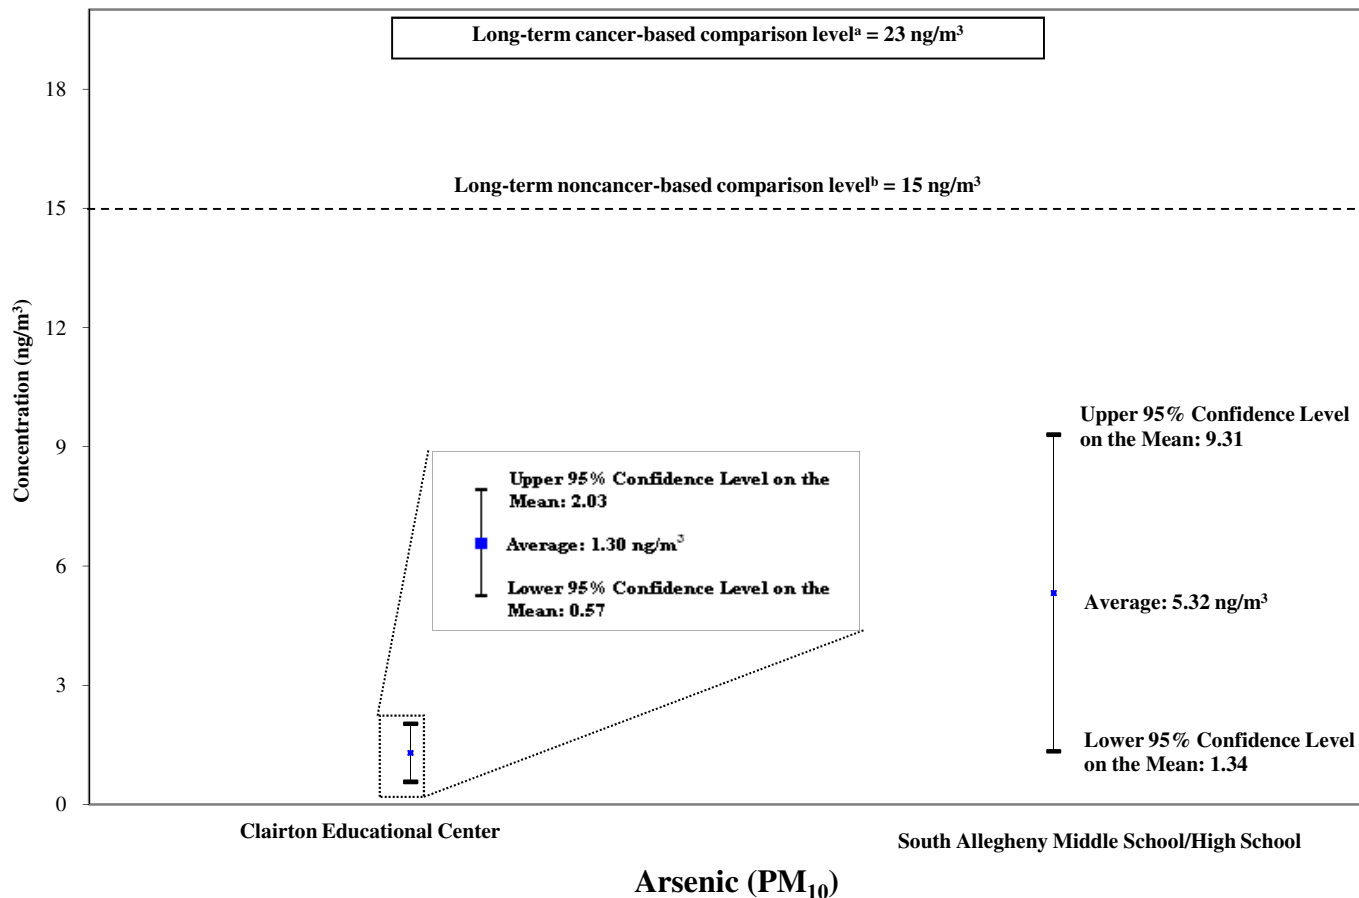 Long-term cancer-based comparison levelᵃ = 23 ng/m³
18
Long-term noncancer-based comparison levelᵇ = 15 ng/m³
15
12
Concentration (ng/m³)
9
6
3
0
Upper 95% Confidence Level on the
Mean: 2.03
Average: 1.30 ng/m³
Lower 95% Confidence Level on the
Mean: 0.57
Upper 95% Confidence Level
on the Mean: 9.31
Average: 5.32 ng/m³
Lower 95% Confidence Level
on the Mean: 1.34
Clairton Educational Center
South Allegheny Middle School/High School
Arsenic (PM₁₀)